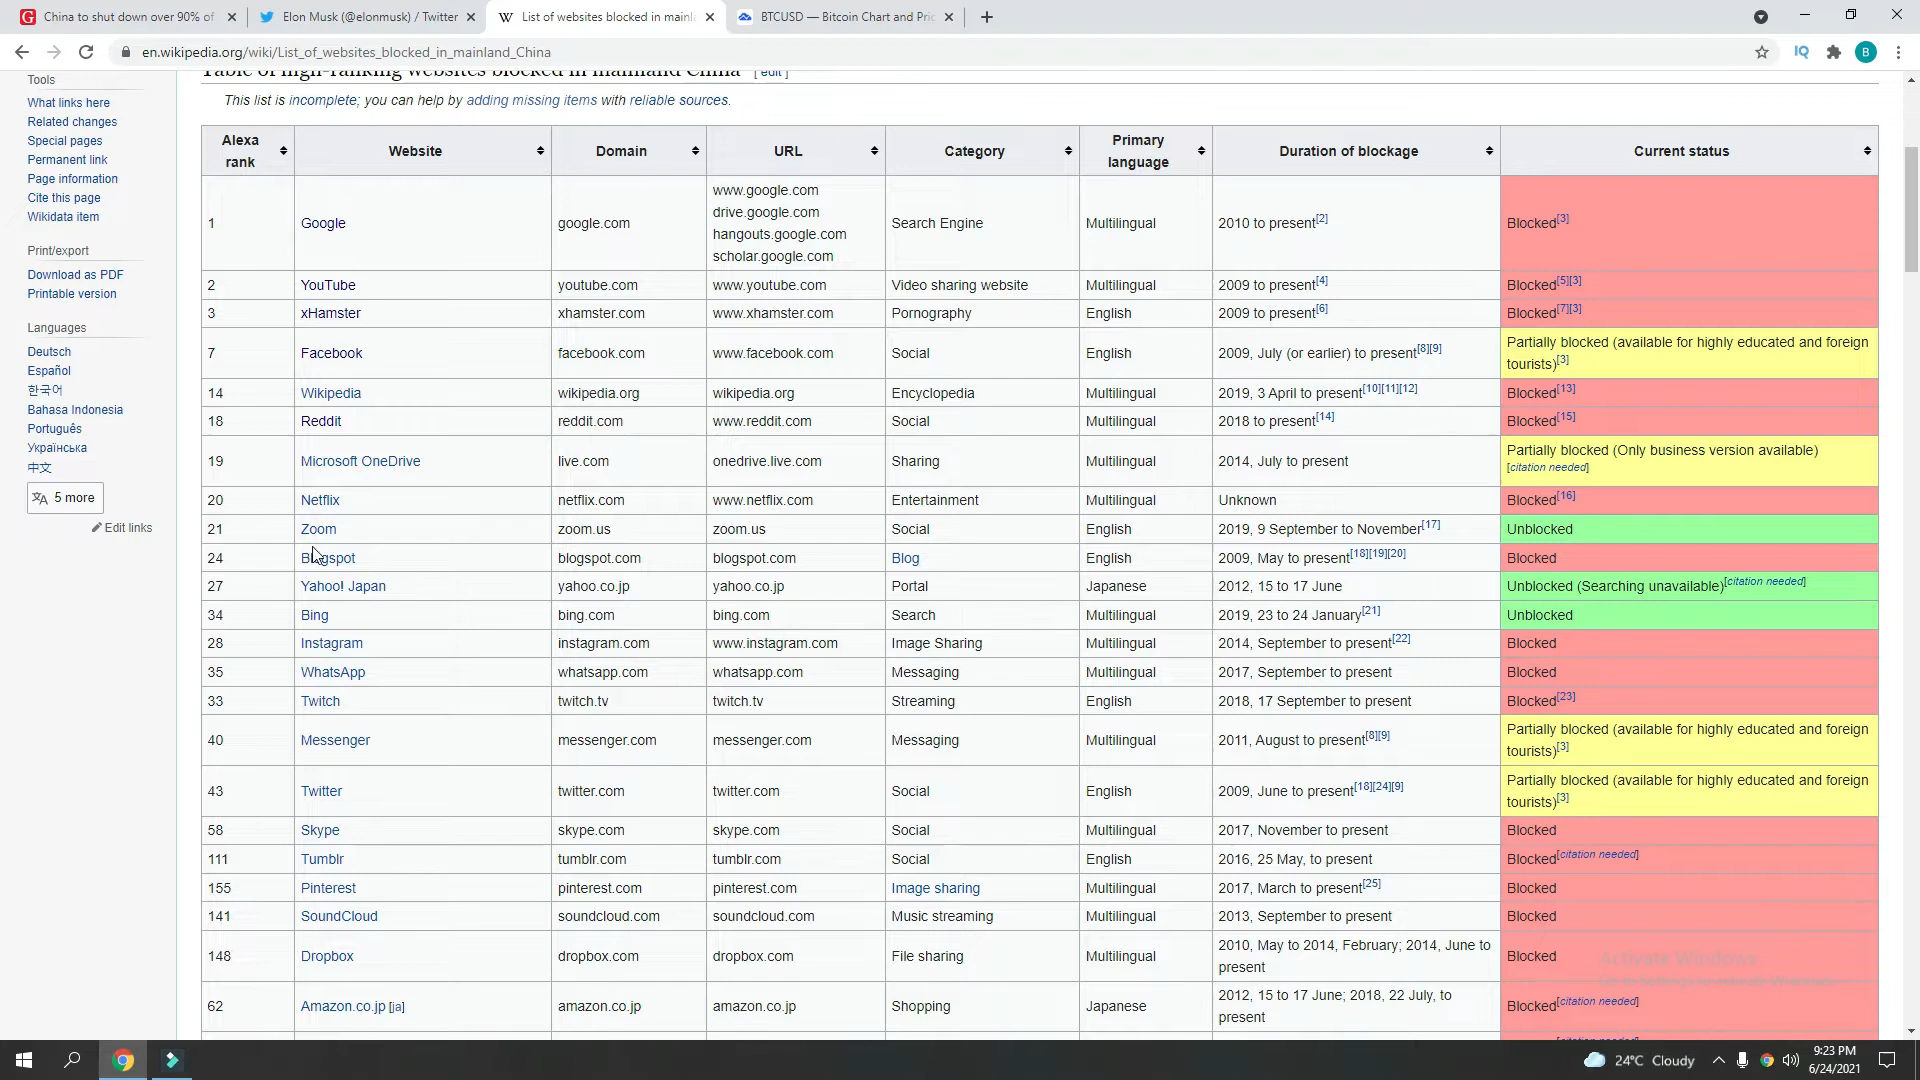 China to shut down over 90% of
Elon Musk (@elonmusk) / Twitter
List of websites blocked in mainl
BTCUSD — Bitcoin Chart and Pric
en.wikipedia.org/wiki/List_of_websites_blocked_in_mainland_China
IQ
B
Tools
What links here
Related changes
Special pages
Permanent link
Page information
Cite this page
Wikidata item
Print/export
Download as PDF
Printable version
Languages
Deutsch
Español
한국어
Bahasa Indonesia
Português
Українська
中文
5 more
Edit links
Table of high-ranking websites blocked in mainland China [ edit ]
This list is incomplete; you can help by adding missing items with reliable sources.
Alexa rank Website Domain URL Category Primary language Duration of blockage Current status
1 Google google.com www.google.com drive.google.com hangouts.google.com scholar.google.com Search Engine Multilingual 2010 to present[2] Blocked[3]
2 YouTube youtube.com www.youtube.com Video sharing website Multilingual 2009 to present[4] Blocked[5][3]
3 xHamster xhamster.com www.xhamster.com Pornography English 2009 to present[6] Blocked[7][3]
7 Facebook facebook.com www.facebook.com Social English 2009, July (or earlier) to present[8][9] Partially blocked (available for highly educated and foreign tourists)[3]
14 Wikipedia wikipedia.org wikipedia.org Encyclopedia Multilingual 2019, 3 April to present[10][11][12] Blocked[13]
18 Reddit reddit.com www.reddit.com Social Multilingual 2018 to present[14] Blocked[15]
19 Microsoft OneDrive live.com onedrive.live.com Sharing Multilingual 2014, July to present Partially blocked (Only business version available) [citation needed]
20 Netflix netflix.com www.netflix.com Entertainment Multilingual Unknown Blocked[16]
21 Zoom zoom.us zoom.us Social English 2019, 9 September to November[17] Unblocked
24 Blogspot blogspot.com blogspot.com Blog English 2009, May to present[18][19][20] Blocked
27 Yahoo! Japan yahoo.co.jp yahoo.co.jp Portal Japanese 2012, 15 to 17 June Unblocked (Searching unavailable)[citation needed]
34 Bing bing.com bing.com Search Multilingual 2019, 23 to 24 January[21] Unblocked
28 Instagram instagram.com www.instagram.com Image Sharing Multilingual 2014, September to present[22] Blocked
35 WhatsApp whatsapp.com whatsapp.com Messaging Multilingual 2017, September to present Blocked
33 Twitch twitch.tv twitch.tv Streaming English 2018, 17 September to present Blocked[23]
40 Messenger messenger.com messenger.com Messaging Multilingual 2011, August to present[8][9] Partially blocked (available for highly educated and foreign tourists)[3]
43 Twitter twitter.com twitter.com Social English 2009, June to present[18][24][9] Partially blocked (available for highly educated and foreign tourists)[3]
58 Skype skype.com skype.com Social Multilingual 2017, November to present Blocked
111 Tumblr tumblr.com tumblr.com Social English 2016, 25 May, to present Blocked[citation needed]
155 Pinterest pinterest.com pinterest.com Image sharing Multilingual 2017, March to present[25] Blocked
141 SoundCloud soundcloud.com soundcloud.com Music streaming Multilingual 2013, September to present Blocked
148 Dropbox dropbox.com dropbox.com File sharing Multilingual 2010, May to 2014, February; 2014, June to present Blocked
62 Amazon.co.jp [ja] amazon.co.jp amazon.co.jp Shopping Japanese 2012, 15 to 17 June; 2018, 22 July, to present Blocked[citation needed]
Activate Windows
Go to Settings to activate Windows.
24°C Cloudy
9:23 PM
6/24/2021